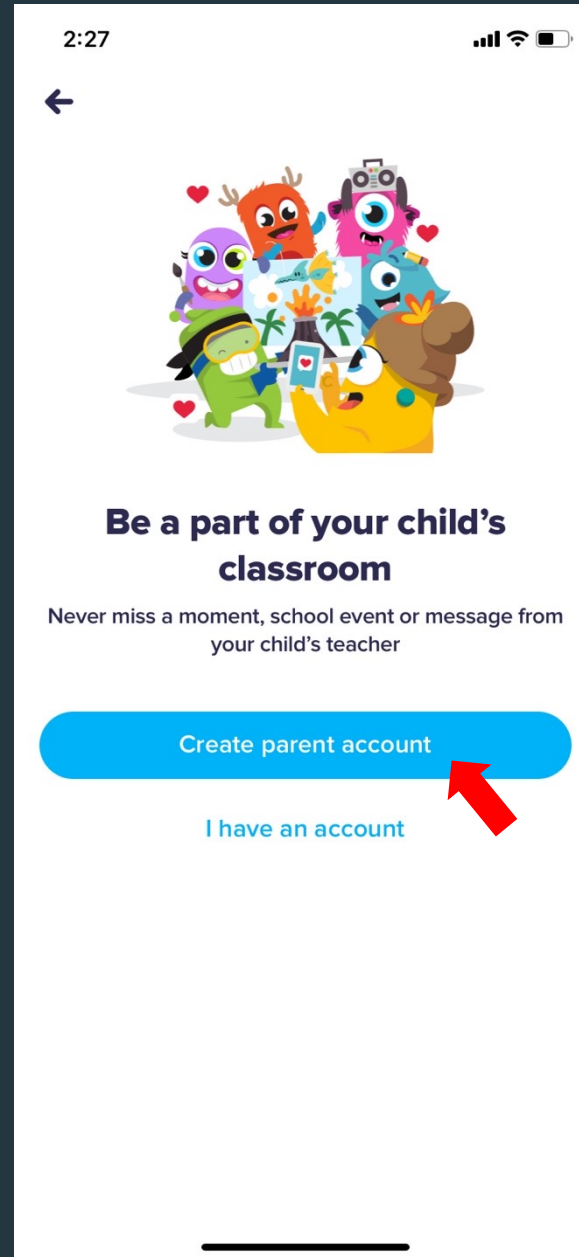 2:27
Be a part of your child’s
classroom
Never miss a moment, school event or message from
your child’s teacher
Create parent account
I have an account